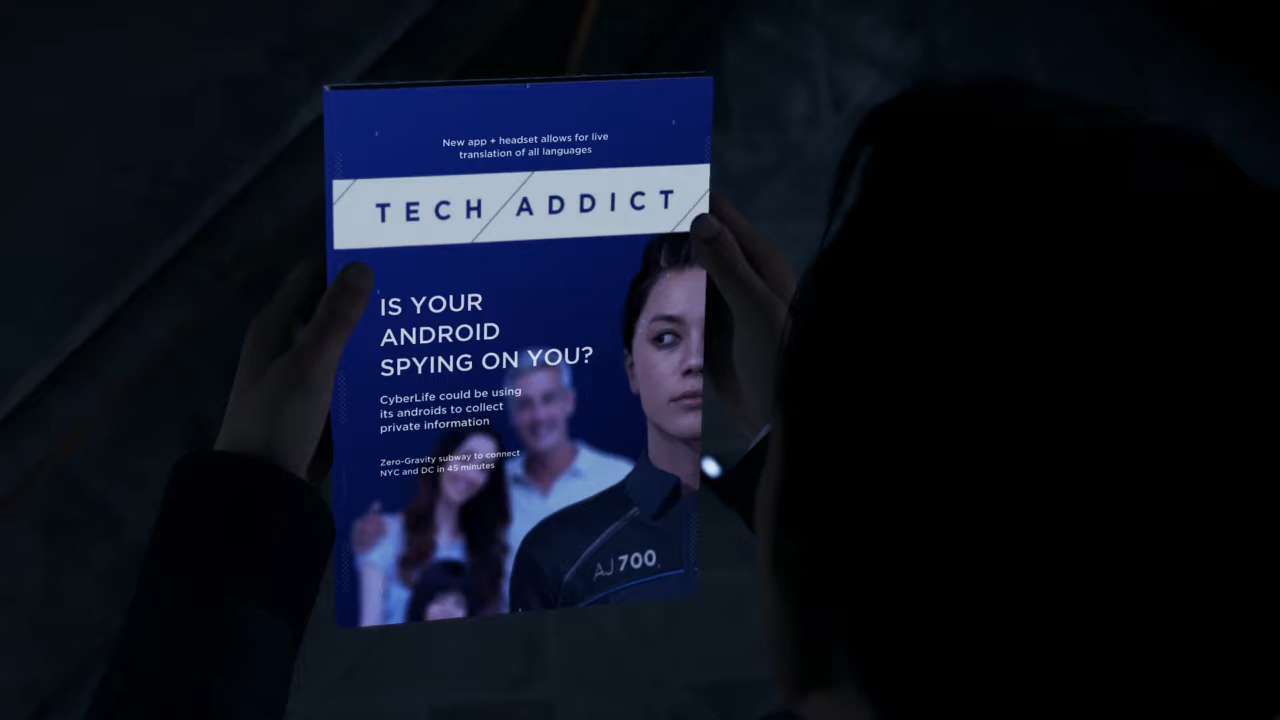 New app + headset allows for live
translation of all languages
TECH ADDICT
IS YOUR
ANDROID
SPYING ON YOU?
CyberLife could be using
its androids to collect
private information
Zero-Gravity subway to connect
NYC and DC in 45 minutes
AJ700